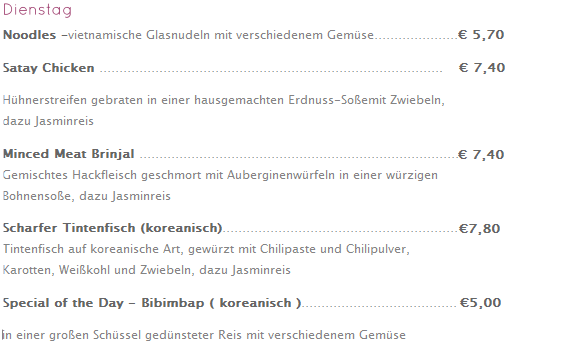 Dienstag
Noodles -vietnamische Glasnudeln mit verschiedenem Gemüse.....................€ 5,70
Satay Chicken ...................................................................................... € 7,40
Hühnerstreifen gebraten in einer hausgemachten Erdnuss-Soßemit Zwiebeln,
dazu Jasminreis
Minced Meat Brinjal ................................................................................€ 7,40
Gemischtes Hackfleisch geschmort mit Auberginenwürfeln in einer würzigen
Bohnensoße, dazu Jasminreis
Scharfer Tintenfisch (koreanisch)...........................................................€7,80
Tintenfisch auf koreanische Art, gewürzt mit Chilipaste und Chilipulver,
Karotten, Weißkohl und Zwiebeln, dazu Jasminreis
Special of the Day - Bibimbap ( koreanisch ).......................................€5,00
in einer großen Schüssel gedünsteter Reis mit verschiedenem Gemüse